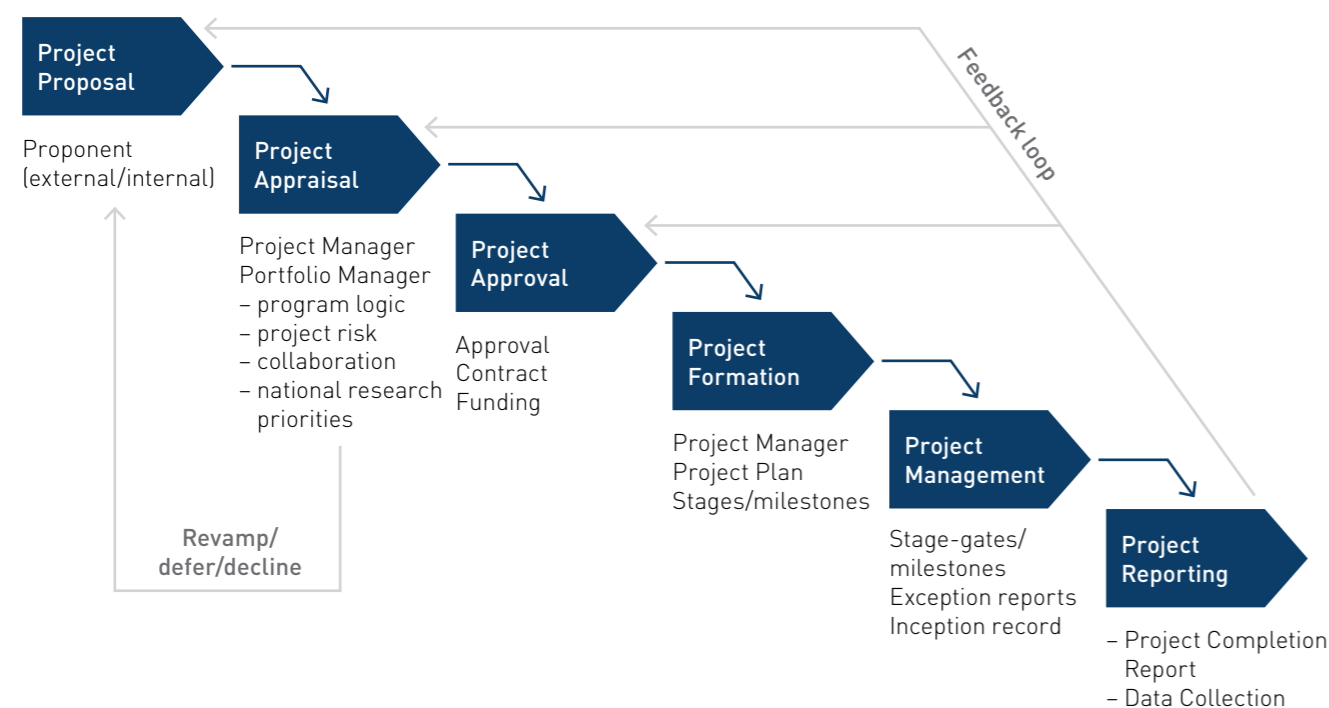 Project
Proposal
Proponent
(external/internal)
Feedback loop
Project
Appraisal
Project Manager
Portfolio Manager
– program logic
– project risk
– collaboration
– national research
priorities
Revamp/
defer/decline
Project
Approval
Approval
Contract
Funding
Project
Formation
Project Manager
Project Plan
Stages/milestones
Project
Management
Stage-gates/
milestones
Exception reports
Inception record
Project
Reporting
– Project Completion
Report
– Data Collection